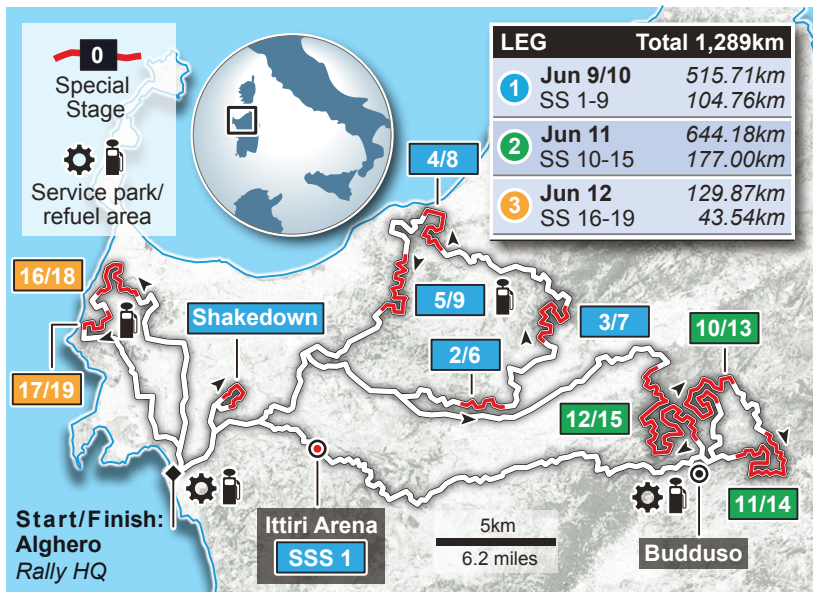 0
Special
Stage
Service park/
refuel area
LEG Total 1,289km
1 Jun 9/10 515.71km
SS 1-9 104.76km
2 Jun 11 644.18km
SS 10-15 177.00km
3 Jun 12 129.87km
SS 16-19 43.54km
4/8
16/18
5/9
Shakedown
3/7
10/13
2/6
17/19
12/15
11/14
Start/Finish:
Alghero
Rally HQ
Ittiri Arena
SSS 1
5km
6.2 miles
Budduso